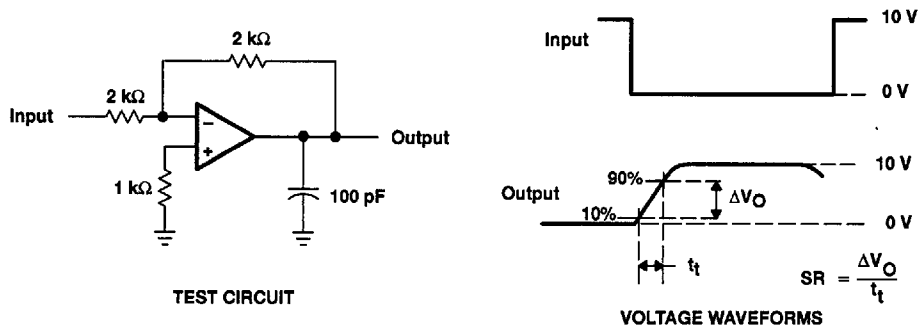 2 kΩ
2 kΩ
Input
−
+
Output
1 kΩ
100 pF
TEST CIRCUIT
Input
10 V
0 V
Output
90%
10%
ΔVO
10 V
0 V
tt
SR = ΔVO
tt
VOLTAGE WAVEFORMS